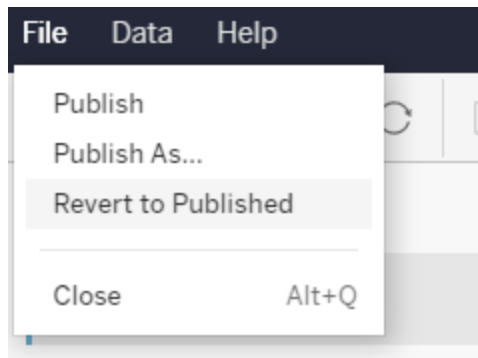 File Data Help
Publish
Publish As...
Revert to Published
Close Alt+Q